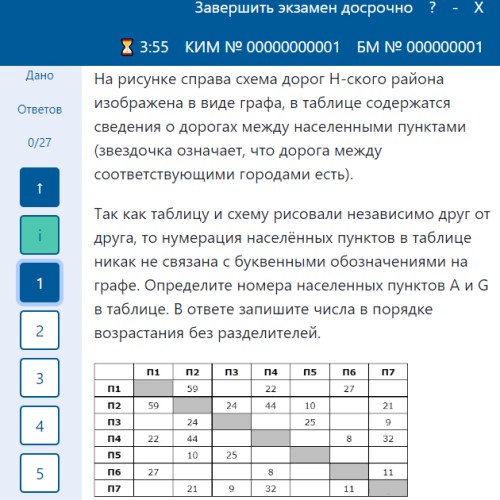 Завершить экзамен досрочно ? - X
⏳ 3:55 КИМ № 00000000001 БМ № 000000001
Дано
Ответов
0/27
↑
i
1
2
3
4
5
На рисунке справа схема дорог Н-ского района
изображена в виде графа, в таблице содержатся
сведения о дорогах между населенными пунктами
(звездочка означает, что дорога между
соответствующими городами есть).
Так как таблицу и схему рисовали независимо друг от
друга, то нумерация населённых пунктов в таблице
никак не связана с буквенными обозначениями на
графе. Определите номера населенных пунктов A и G
в таблице. В ответе запишите числа в порядке
возрастания без разделителей.
П1 П2 П3 П4 П5 П6 П7
П1 59 22 27
П2 59 24 44 10 21
П3 24 25 9
П4 22 44 8 32
П5 10 25
П6 27 8 11
П7 21 9 32 11